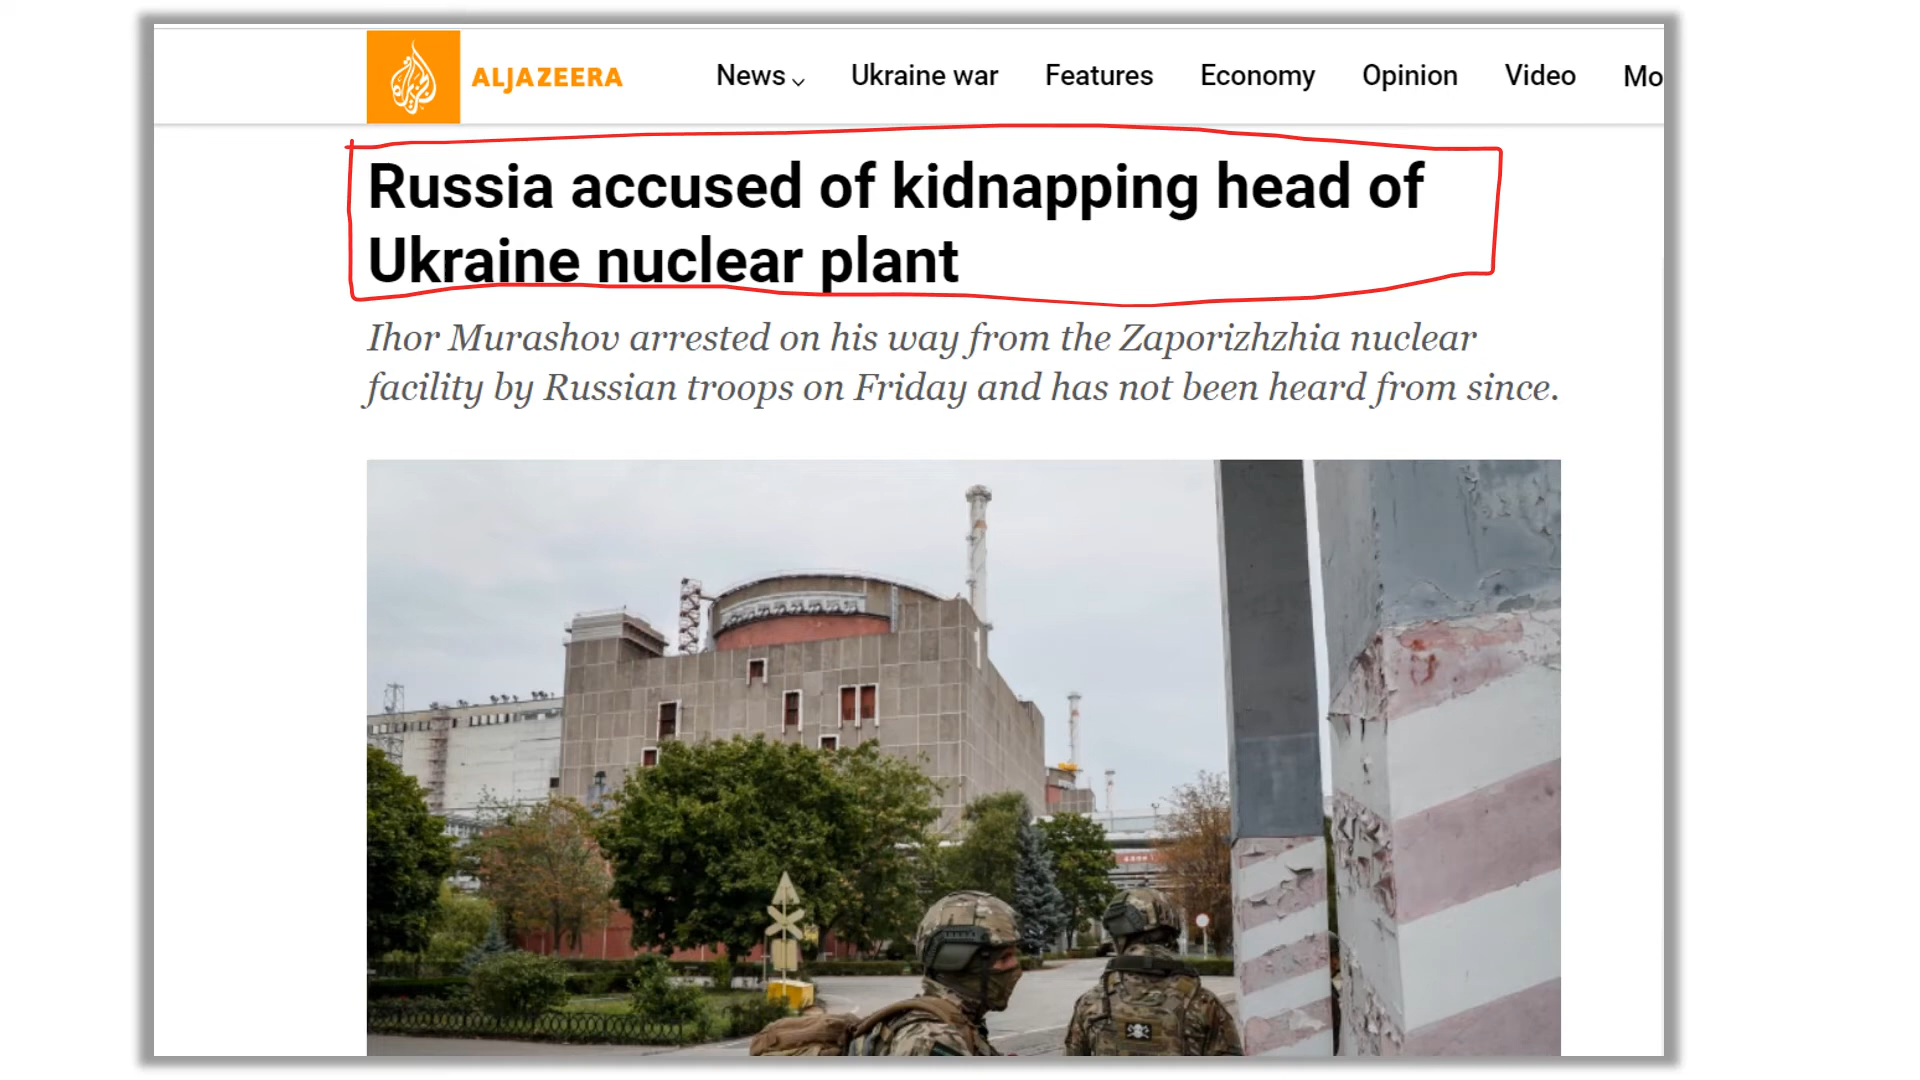 ALJAZEERA
News Ukraine war Features Economy Opinion Video Mo
Russia accused of kidnapping head of
Ukraine nuclear plant
Ihor Murashov arrested on his way from the Zaporizhzhia nuclear
facility by Russian troops on Friday and has not been heard from since.